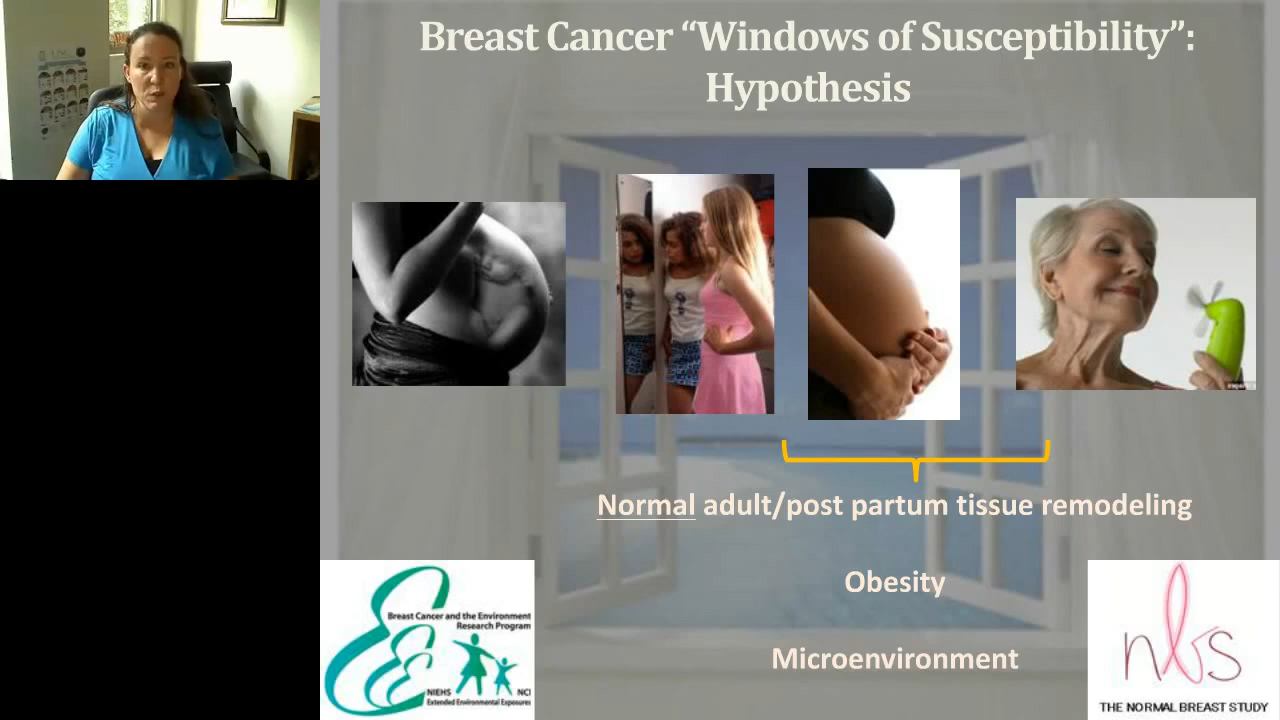 Breast Cancer “Windows of Susceptibility”:
Hypothesis
Normal adult/post partum tissue remodeling
Obesity
Microenvironment
Breast Cancer and the Environment
Research Program
NIEHS NCI
Extended Environmental Exposures
nbs
THE NORMAL BREAST STUDY